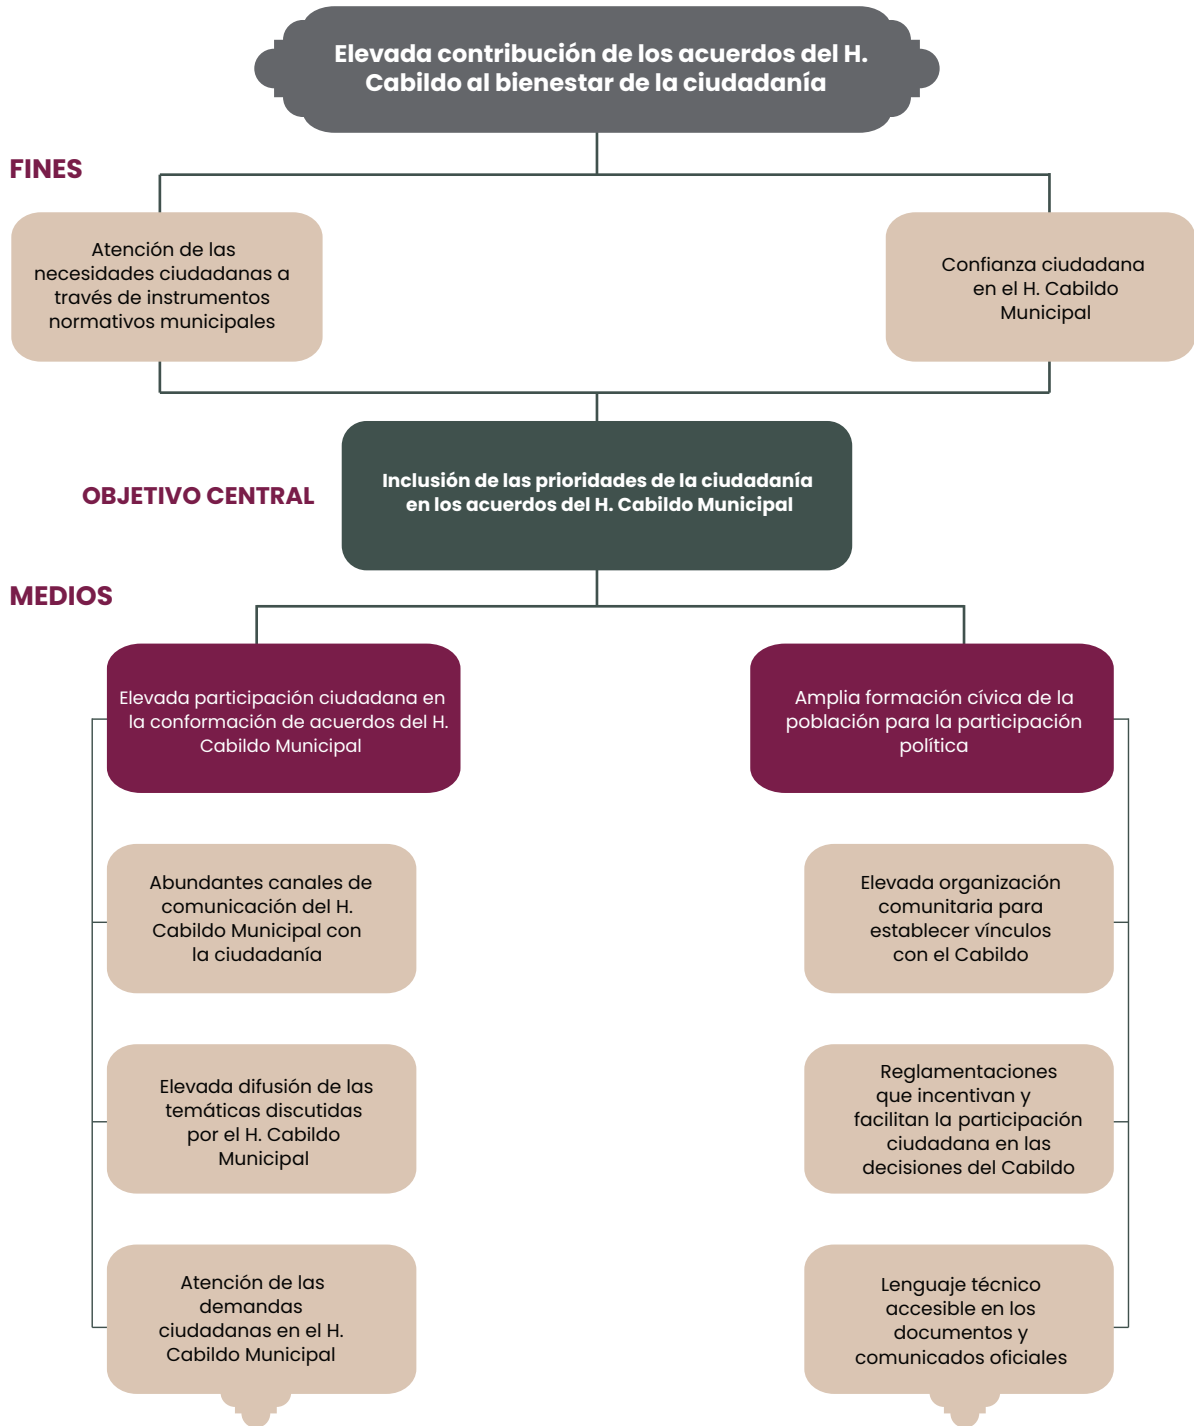 Elevada contribución de los acuerdos del H.
Cabildo al bienestar de la ciudadanía
FINES
Atención de las
necesidades ciudadanas a
través de instrumentos
normativos municipales
Confianza ciudadana
en el H. Cabildo
Municipal
OBJETIVO CENTRAL
Inclusión de las prioridades de la ciudadanía
en los acuerdos del H. Cabildo Municipal
MEDIOS
Elevada participación ciudadana en
la conformación de acuerdos del H.
Cabildo Municipal
Abundantes canales de
comunicación del H.
Cabildo Municipal con
la ciudadanía
Elevada difusión de las
temáticas discutidas
por el H. Cabildo
Municipal
Atención de las
demandas
ciudadanas en el H.
Cabildo Municipal
Amplia formación cívica de la
población para la participación
política
Elevada organización
comunitaria para
establecer vínculos
con el Cabildo
Reglamentaciones
que incentivan y
facilitan la participación
ciudadana en las
decisiones del Cabildo
Lenguaje técnico
accesible en los
documentos y
comunicados oficiales